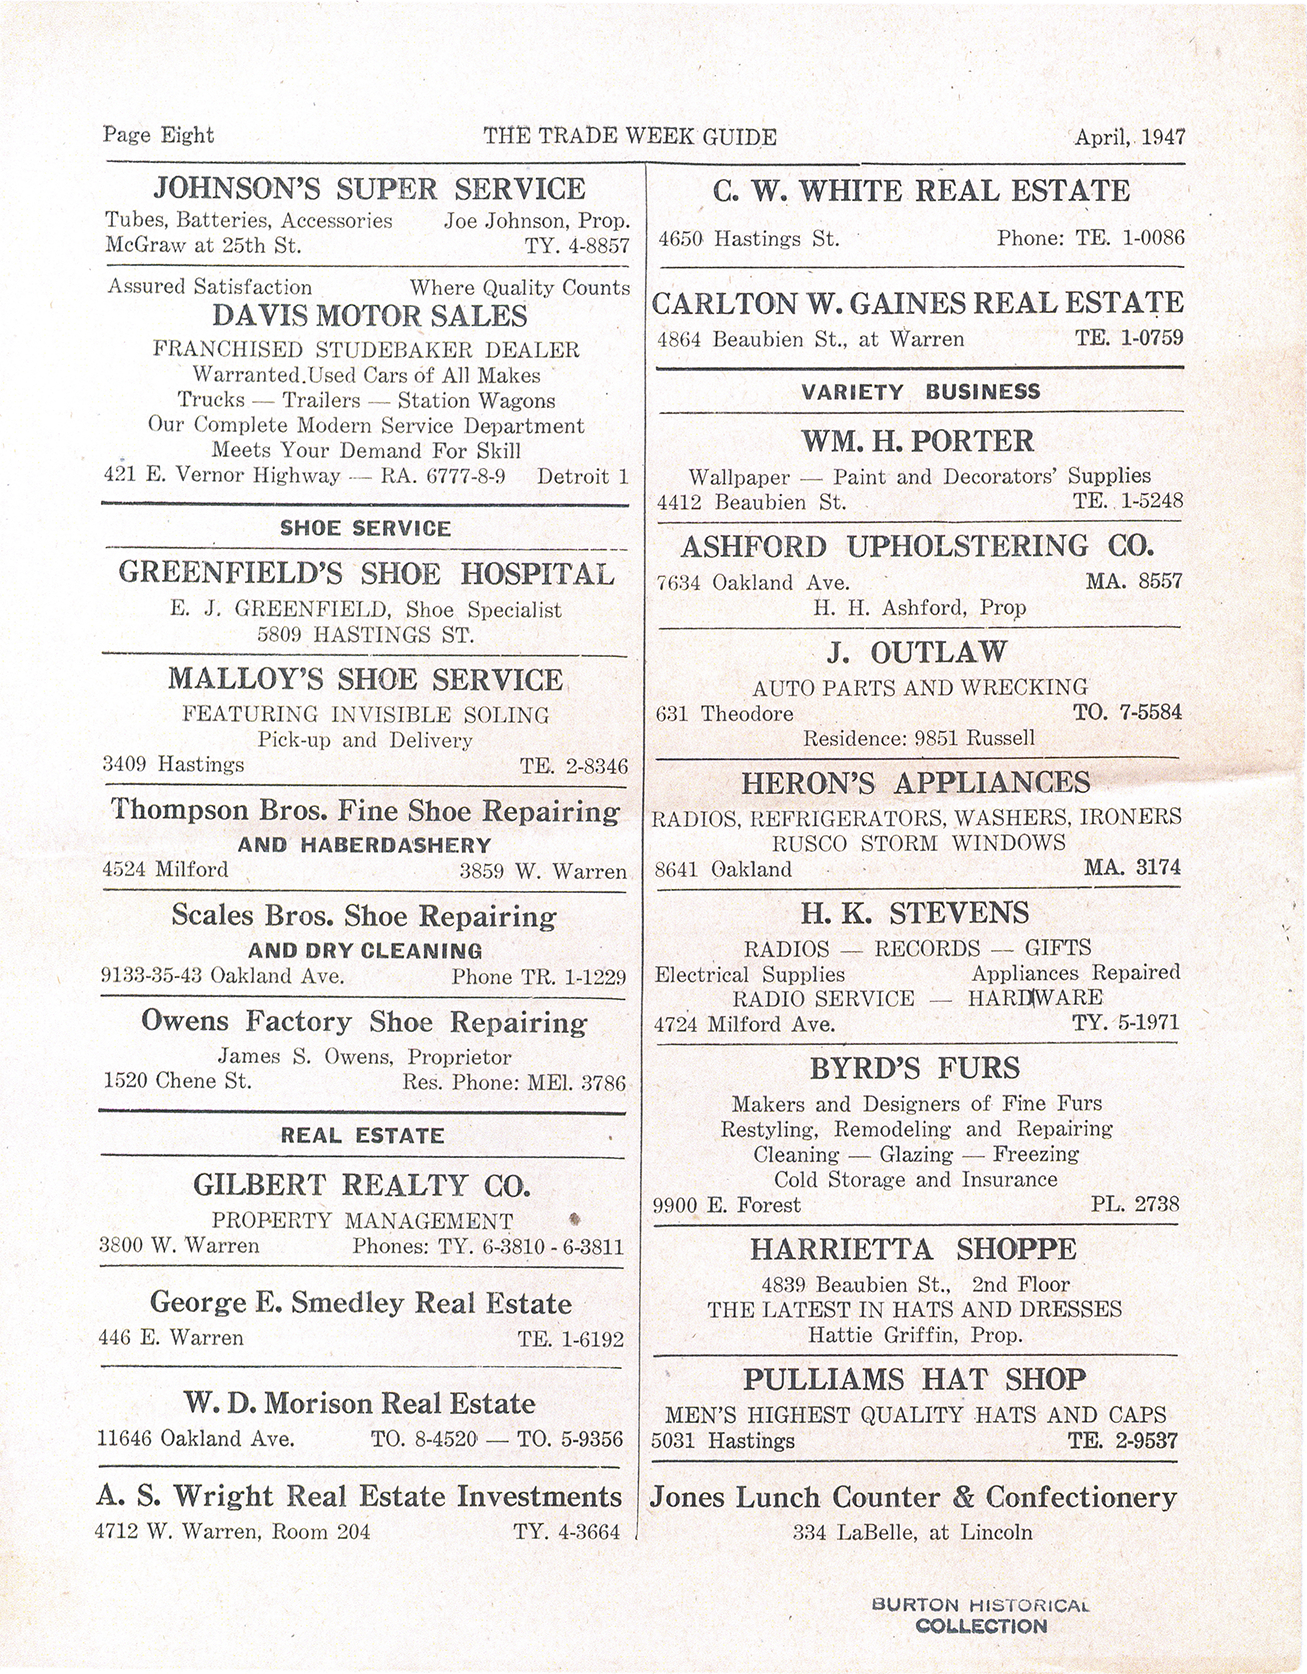 Page Eight THE TRADE WEEK GUIDE April, 1947
JOHNSON'S SUPER SERVICE
Tubes, Batteries, Accessories Joe Johnson, Prop.
McGraw at 25th St. TY. 4-8857
Assured Satisfaction Where Quality Counts
DAVIS MOTOR SALES
FRANCHISED STUDEBAKER DEALER
Warranted Used Cars of All Makes
Trucks — Trailers — Station Wagons
Our Complete Modern Service Department
Meets Your Demand For Skill
421 E. Vernor Highway — RA. 6777-8-9 Detroit 1
SHOE SERVICE
GREENFIELD'S SHOE HOSPITAL
E. J. GREENFIELD, Shoe Specialist
5809 HASTINGS ST.
MALLOY'S SHOE SERVICE
FEATURING INVISIBLE SOLING
Pick-up and Delivery
3409 Hastings TE. 2-8346
Thompson Bros. Fine Shoe Repairing
AND HABERDASHERY
4524 Milford 3859 W. Warren
Scales Bros. Shoe Repairing
AND DRY CLEANING
9133-35-43 Oakland Ave. Phone TR. 1-1229
Owens Factory Shoe Repairing
James S. Owens, Proprietor
1520 Chene St. Res. Phone: MEl. 3786
REAL ESTATE
GILBERT REALTY CO.
PROPERTY MANAGEMENT
3800 W. Warren Phones: TY. 6-3810 - 6-3811
George E. Smedley Real Estate
446 E. Warren TE. 1-6192
W. D. Morison Real Estate
11646 Oakland Ave. TO. 8-4520 — TO. 5-9356
A. S. Wright Real Estate Investments
4712 W. Warren, Room 204 TY. 4-3664
C. W. WHITE REAL ESTATE
4650 Hastings St. Phone: TE. 1-0086
CARLTON W. GAINES REAL ESTATE
4864 Beaubien St., at Warren TE. 1-0759
VARIETY BUSINESS
WM. H. PORTER
Wallpaper — Paint and Decorators' Supplies
4412 Beaubien St. TE. 1-5248
ASHFORD UPHOLSTERING CO.
7634 Oakland Ave. MA. 8557
H. H. Ashford, Prop
J. OUTLAW
AUTO PARTS AND WRECKING
631 Theodore TO. 7-5584
Residence: 9851 Russell
HERON'S APPLIANCES
RADIOS, REFRIGERATORS, WASHERS, IRONERS
RUSCO STORM WINDOWS
8641 Oakland MA. 3174
H. K. STEVENS
RADIOS — RECORDS — GIFTS
Electrical Supplies Appliances Repaired
RADIO SERVICE — HARDWARE
4724 Milford Ave. TY. 5-1971
BYRD'S FURS
Makers and Designers of Fine Furs
Restyling, Remodeling and Repairing
Cleaning — Glazing — Freezing
Cold Storage and Insurance
9900 E. Forest PL. 2738
HARRIETTA SHOPPE
4839 Beaubien St., 2nd Floor
THE LATEST IN HATS AND DRESSES
Hattie Griffin, Prop.
PULLIAMS HAT SHOP
MEN'S HIGHEST QUALITY HATS AND CAPS
5031 Hastings TE. 2-9537
Jones Lunch Counter & Confectionery
334 LaBelle, at Lincoln
BURTON HISTORICAL
COLLECTION